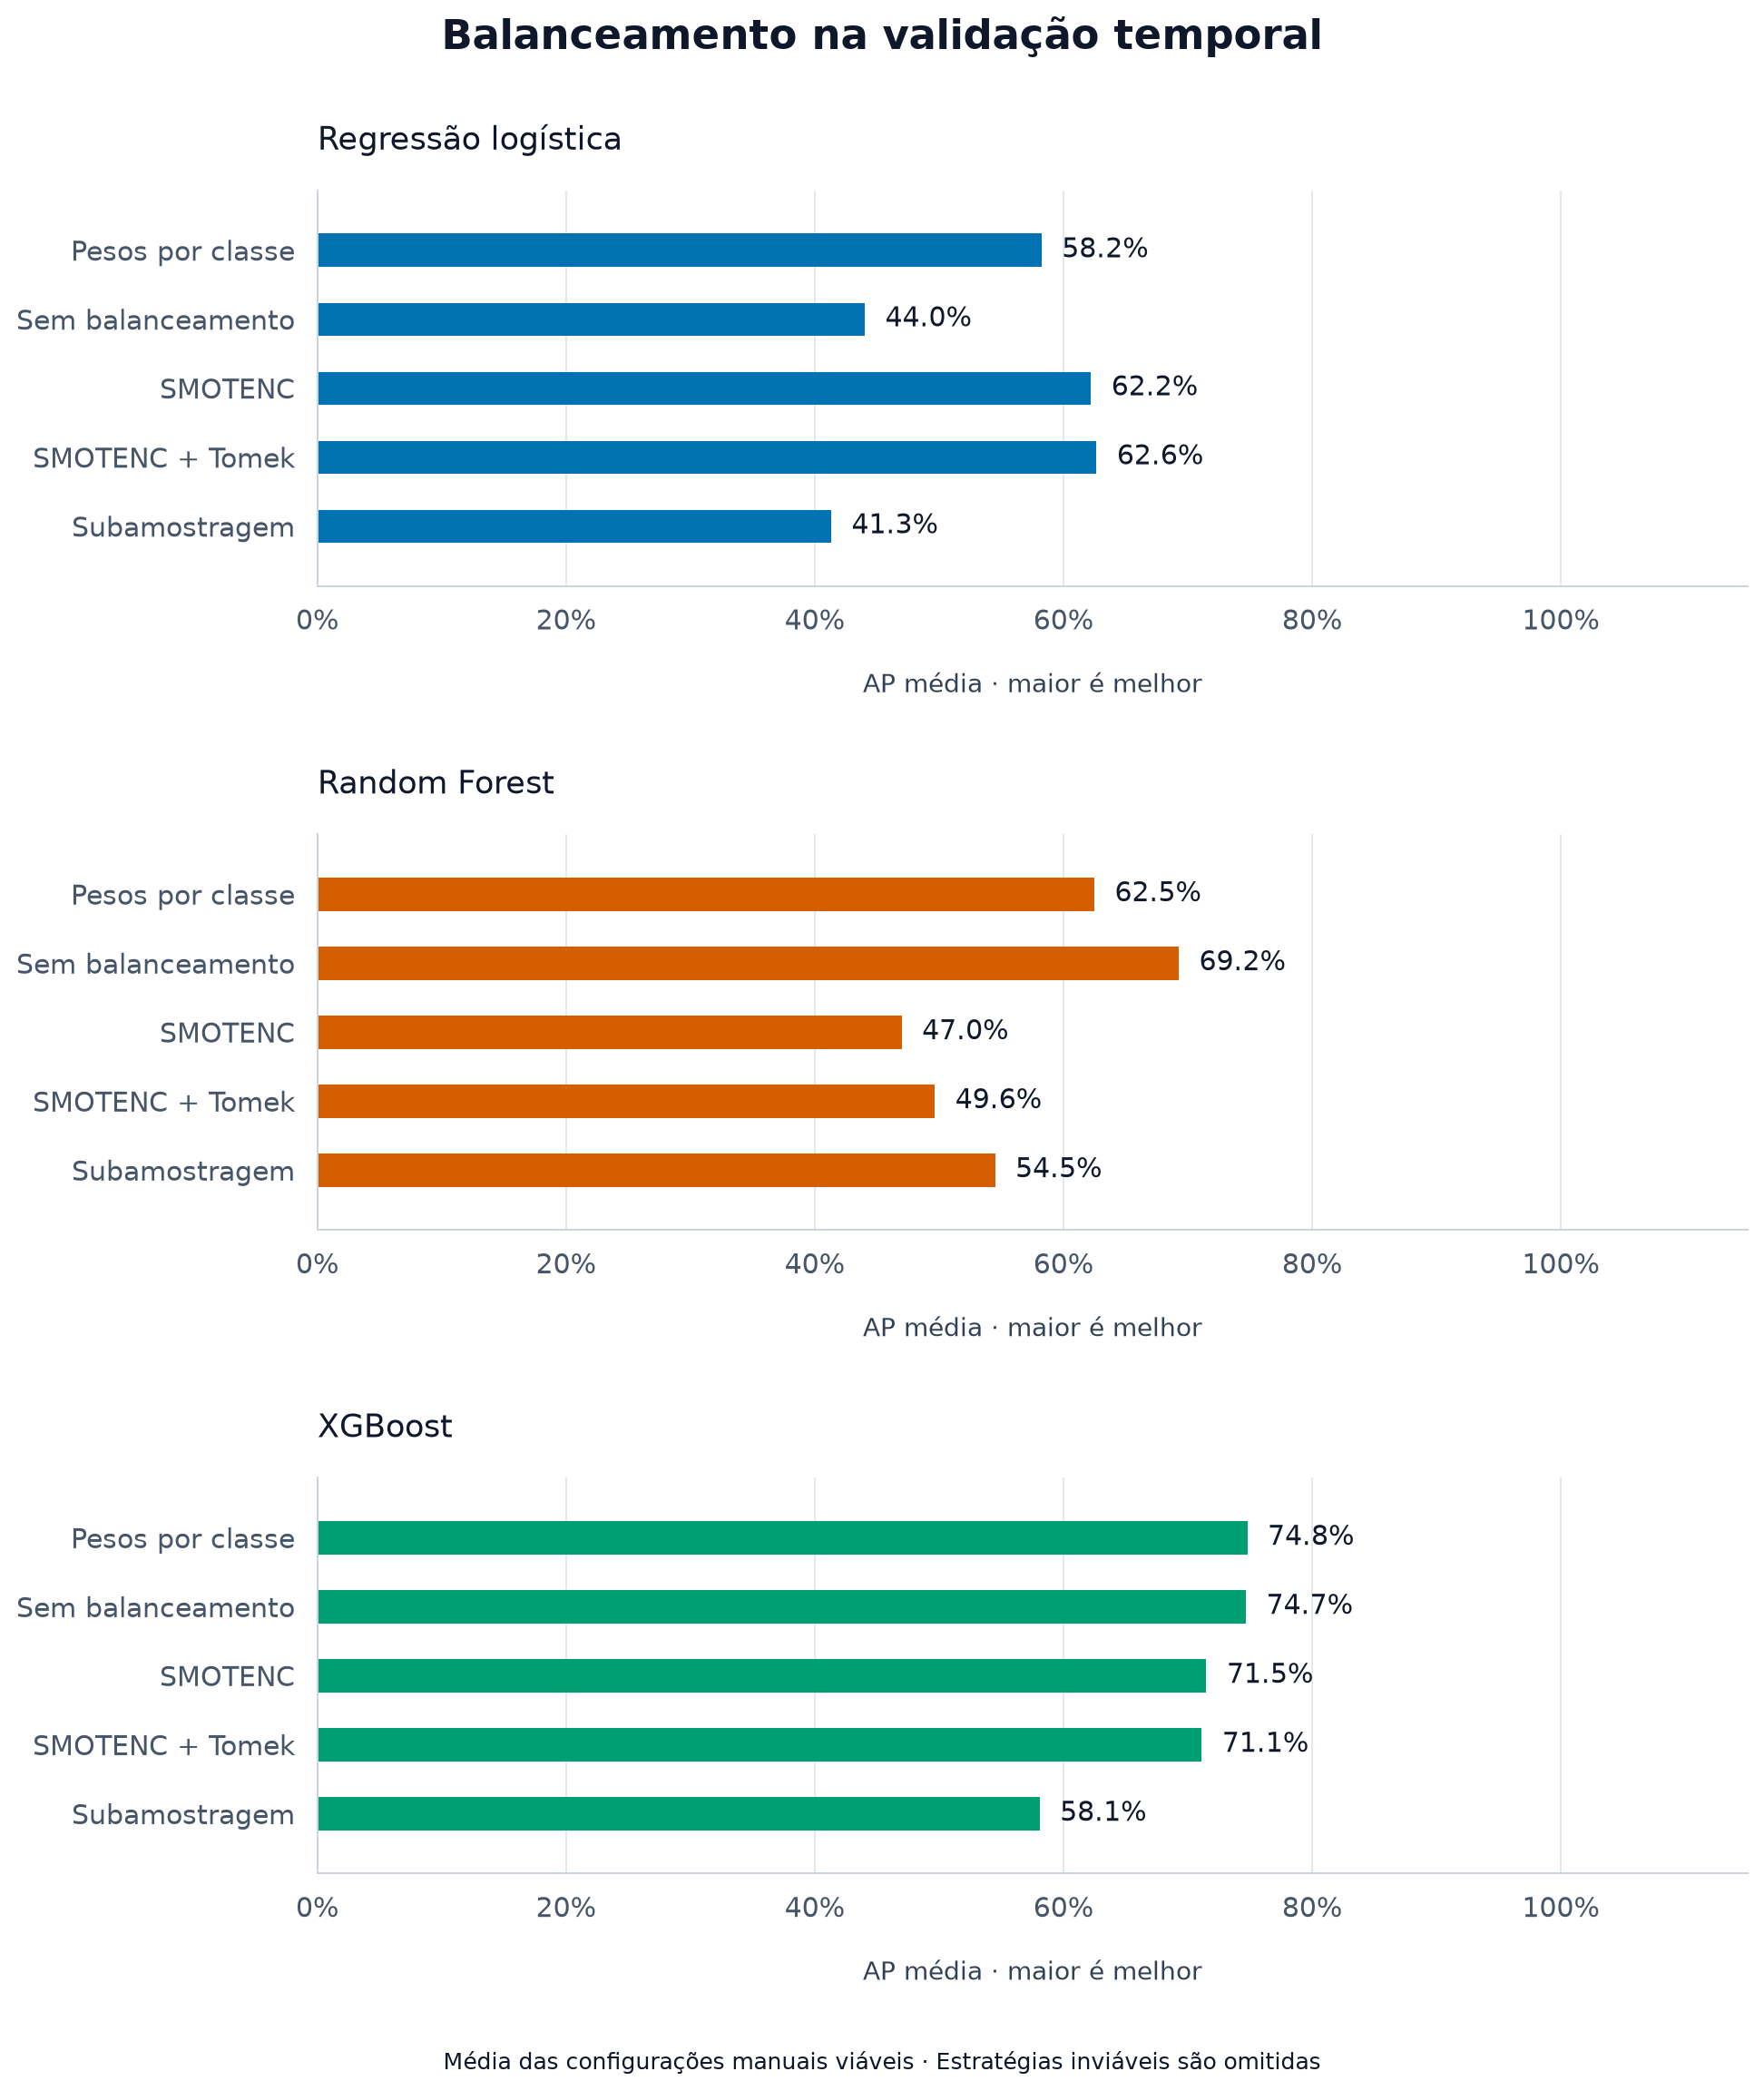 Balanceamento na validação temporal
Regressão logística
Pesos por classe 58.2%
Sem balanceamento 44.0%
SMOTENC 62.2%
SMOTENC + Tomek 62.6%
Subamostragem 41.3%
0% 20% 40% 60% 80% 100%
AP média · maior é melhor
Random Forest
Pesos por classe 62.5%
Sem balanceamento 69.2%
SMOTENC 47.0%
SMOTENC + Tomek 49.6%
Subamostragem 54.5%
0% 20% 40% 60% 80% 100%
AP média · maior é melhor
XGBoost
Pesos por classe 74.8%
Sem balanceamento 74.7%
SMOTENC 71.5%
SMOTENC + Tomek 71.1%
Subamostragem 58.1%
0% 20% 40% 60% 80% 100%
AP média · maior é melhor
Média das configurações manuais viáveis · Estratégias inviáveis são omitidas